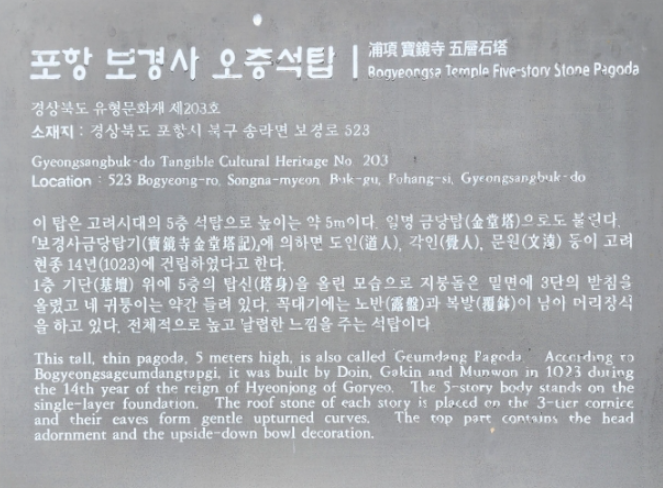 포항 보경사 오층석탑 | 浦項 寶鏡寺 五層石塔
Bogyeongsa Temple Five-story Stone Pagoda
경상북도 유형문화재 제203호
소재지 : 경상북도 포항시 북구 송라면 보경로 523
Gyeongsangbuk-do Tangible Cultural Heritage No. 203
Location : 523 Bogyeong-ro, Songna-myeon, Buk-gu, Pohang-si, Gyeongsangbuk-do
이 탑은 고려시대의 5층 석탑으로 높이는 약 5m이다. 일명 금당탑(金堂塔)으로도 불린다.
『보경사금당탑기(寶鏡寺金堂塔記)』에 의하면 도인(道人), 각인(覺人), 문원(文遠) 등이 고려
현종 14년(1023)에 건립하였다고 한다.
1층 기단(基壇) 위에 5층의 탑신(塔身)을 올린 모습으로 지붕돌은 밑면에 3단의 받침을
올렸고 네 귀퉁이는 약간 들려 있다. 꼭대기에는 노반(露盤)과 복발(覆鉢)이 남아 머리장식
을 하고 있다. 전체적으로 높고 날렵한 느낌을 주는 석탑이다
This tall, thin pagoda, 5 meters high, is also called Geumdang Pagoda. According to
Bogyeongsageumdangtapgi, it was built by Doin, Gakin and Munwon in 1023 during
the 14th year of the reign of Hyeonjong of Goryeo. The 5-story body stands on the
single-layer foundation. The roof stone of each story is placed on the 3-tier cornice
and their eaves form gentle upturned curves. The top part contains the head
adornment and the upside-down bowl decoration.